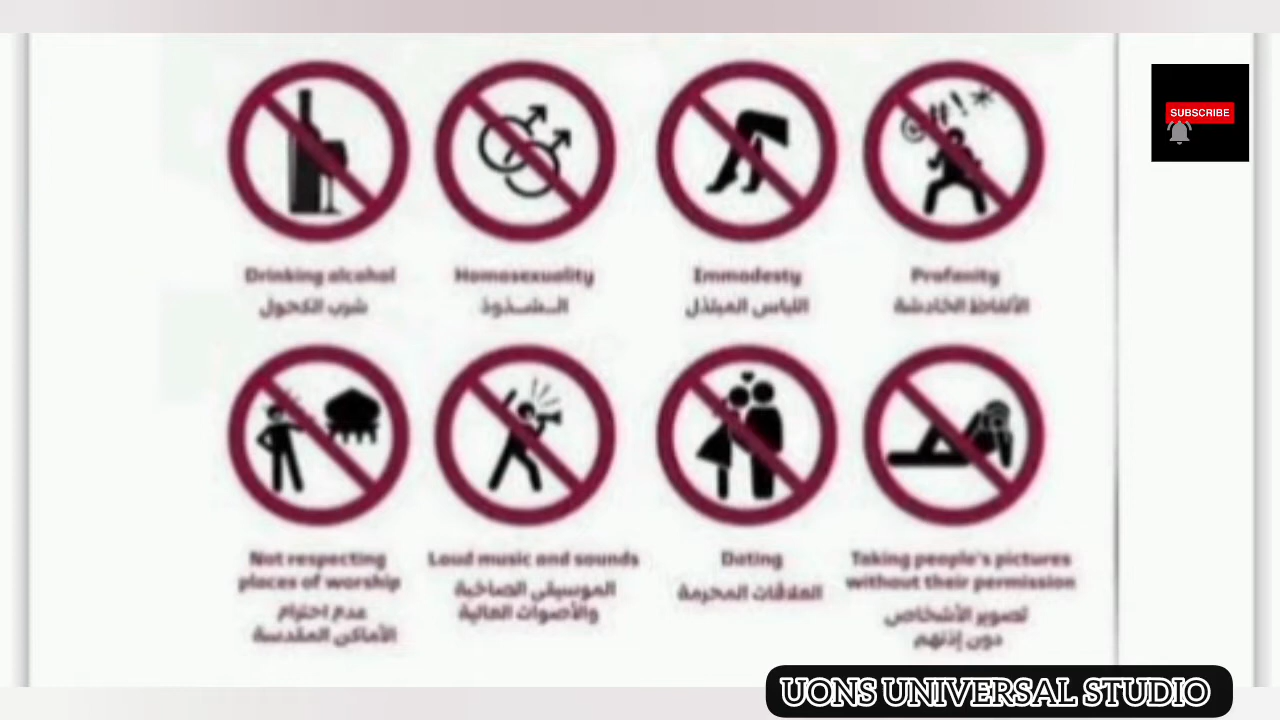 SUBSCRIBE
Drinking alcohol
شرب الكحول
Homosexuality
الــشــذوذ
Immodesty
اللباس المبتذل
Profanity
الألفاظ الخادشة
Not respecting
places of worship
عدم احترام
الأماكن المقدسة
Loud music and sounds
الموسيقى الصاخبة
والأصوات العالية
Dating
العلاقات المحرمة
Taking people's pictures
without their permission
تصوير الأشخاص
دون إذنهم
UONS UNIVERSAL STUDIO